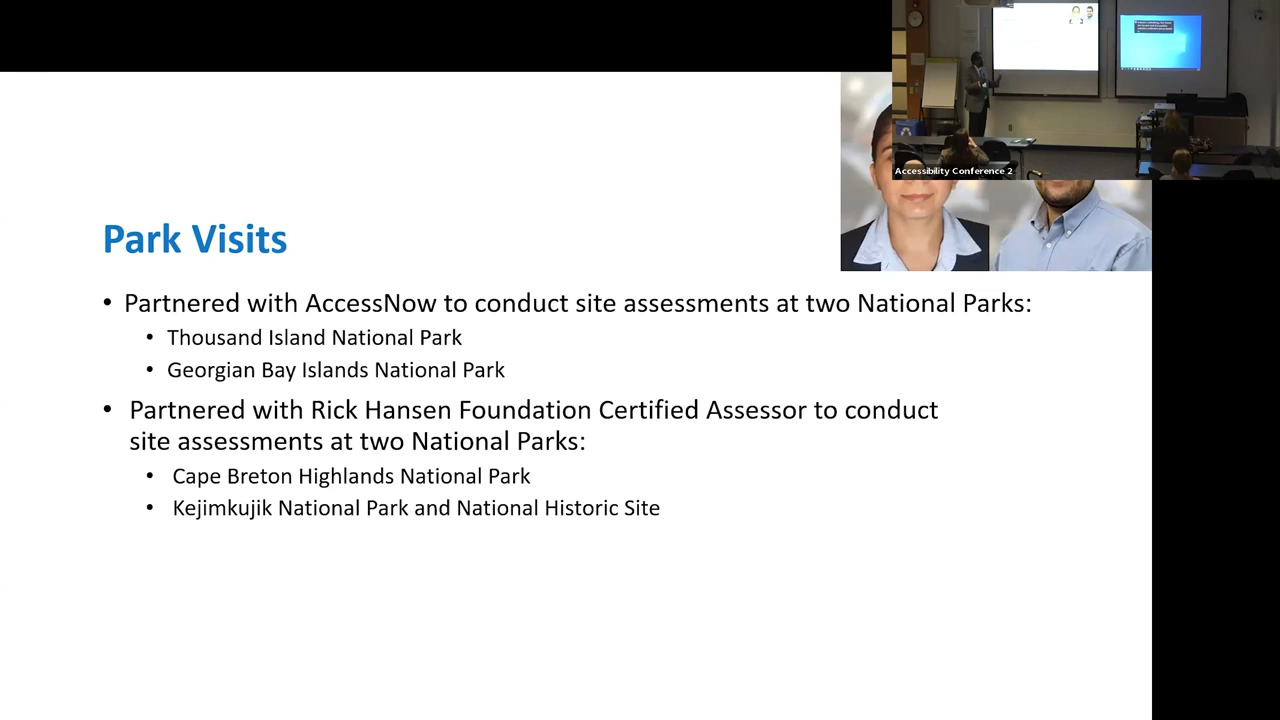 Accessibility Conference 2
Park Visits
• Partnered with AccessNow to conduct site assessments at two National Parks:
• Thousand Island National Park
• Georgian Bay Islands National Park
• Partnered with Rick Hansen Foundation Certified Assessor to conduct
site assessments at two National Parks:
• Cape Breton Highlands National Park
• Kejimkujik National Park and National Historic Site